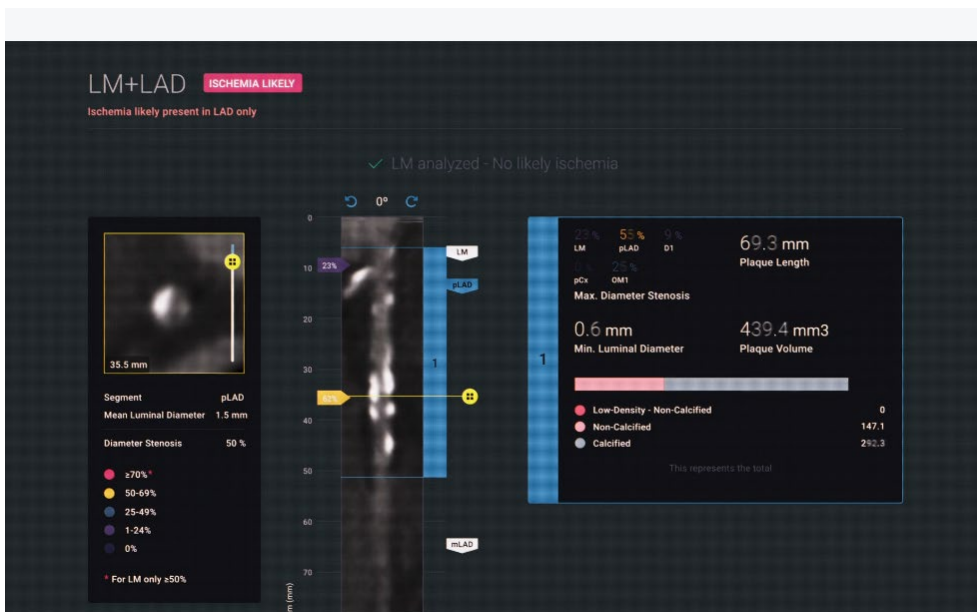 LM+LAD ISCHEMIA LIKELY
Ischemia likely present in LAD only
LM analyzed - No likely ischemia
0°
35.5 mm
Segment pLAD
Mean Luminal Diameter 1.5 mm
Diameter Stenosis 50 %
≥70%*
50-69%
25-49%
1-24%
0%
* For LM only ≥50%
0
10
20
30
40
50
60
70
m (mm)
23%
LM
pLAD
1
mLAD
1
23% 55% 9%
LM pLAD D1
25%
pCx OM1
Max. Diameter Stenosis
69.3 mm
Plaque Length
0.6 mm
Min. Luminal Diameter
439.4 mm3
Plaque Volume
Low-Density - Non-Calcified 0
Non-Calcified 147.1
Calcified 292.3
This represents the total